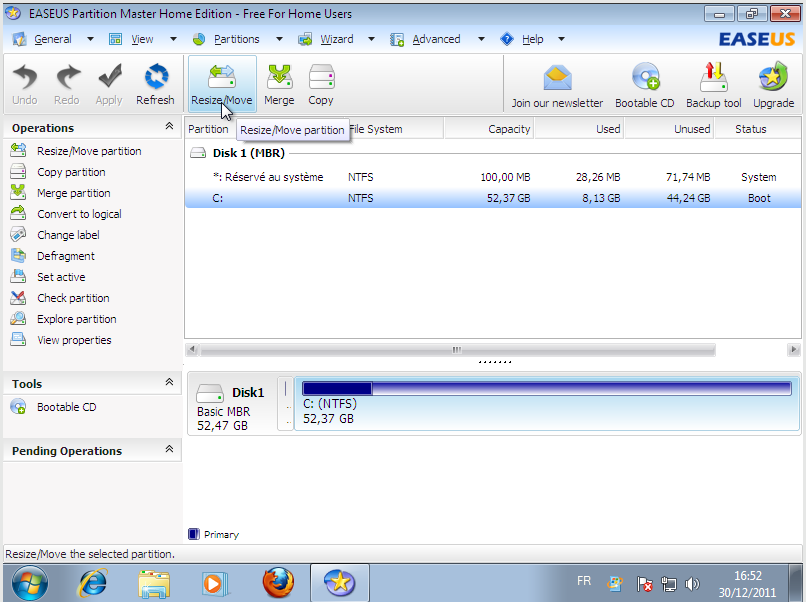 EASEUS Partition Master Home Edition - Free For Home Users
General View Partitions Wizard Advanced Help EASEUS
Undo Redo Apply Refresh Resize/Move Merge Copy Join our newsletter Bootable CD Backup tool Upgrade
Operations
Resize/Move partition
Copy partition
Merge partition
Convert to logical
Change label
Defragment
Set active
Check partition
Explore partition
View properties
Tools
Bootable CD
Pending Operations
Partition File System Capacity Used Unused Status
Resize/Move partition
Disk 1 (MBR)
*: Réservé au système NTFS 100,00 MB 28,26 MB 71,74 MB System
C: NTFS 52,37 GB 8,13 GB 44,24 GB Boot
Disk1
Basic MBR
52,47 GB
C: (NTFS)
52,37 GB
Primary
Resize/Move the selected partition.
FR
16:52
30/12/2011